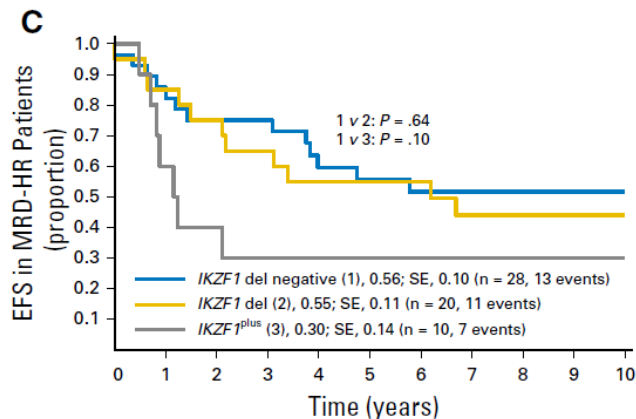 C
EFS in MRD-HR Patients
(proportion)
1.0
0.9
0.8
0.7
0.6
0.5
0.4
0.3
0.2
0.1
1 v 2: P = .64
1 v 3: P = .10
IKZF1 del negative (1), 0.56; SE, 0.10 (n = 28, 13 events)
IKZF1 del (2), 0.55; SE, 0.11 (n = 20, 11 events)
IKZF1plus (3), 0.30; SE, 0.14 (n = 10, 7 events)
0 1 2 3 4 5 6 7 8 9 10
Time (years)